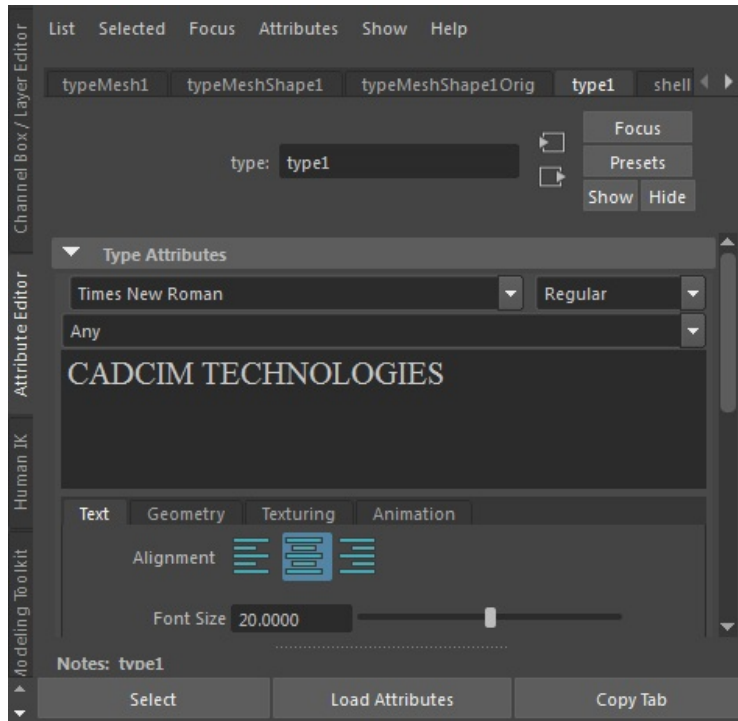 List Selected Focus Attributes Show Help
typeMesh1 typeMeshShape1 typeMeshShape1Orig type1 shell
type: type1
Focus
Presets
Show Hide
Type Attributes
Times New Roman Regular
Any
CADCIM TECHNOLOGIES
Text Geometry Texturing Animation
Alignment
Font Size 20.0000
Notes: type1
Select Load Attributes Copy Tab
Channel Box / Layer Editor
Attribute Editor
Human IK
Modeling Toolkit